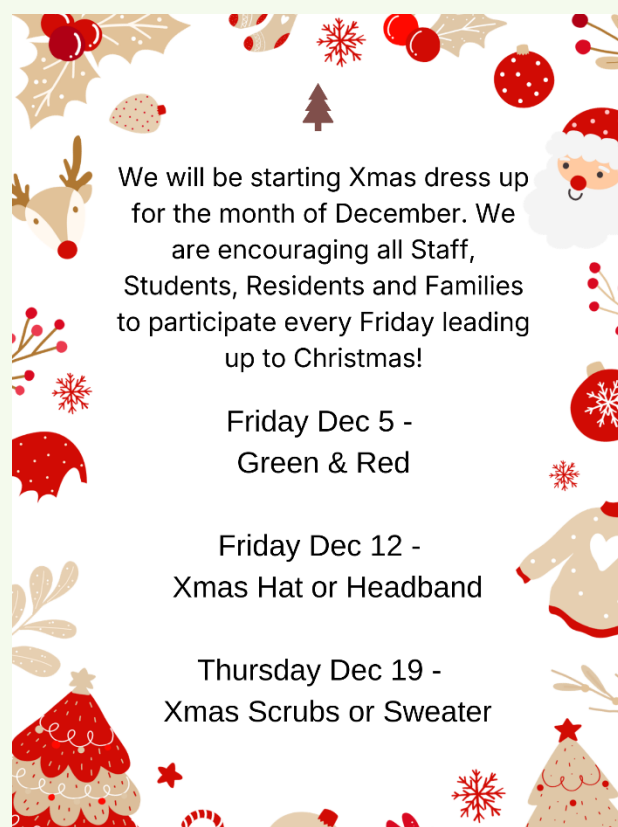 We will be starting Xmas dress up
for the month of December. We
are encouraging all Staff,
Students, Residents and Families
to participate every Friday leading
up to Christmas!
Friday Dec 5 -
Green & Red
Friday Dec 12 -
Xmas Hat or Headband
Thursday Dec 19 -
Xmas Scrubs or Sweater